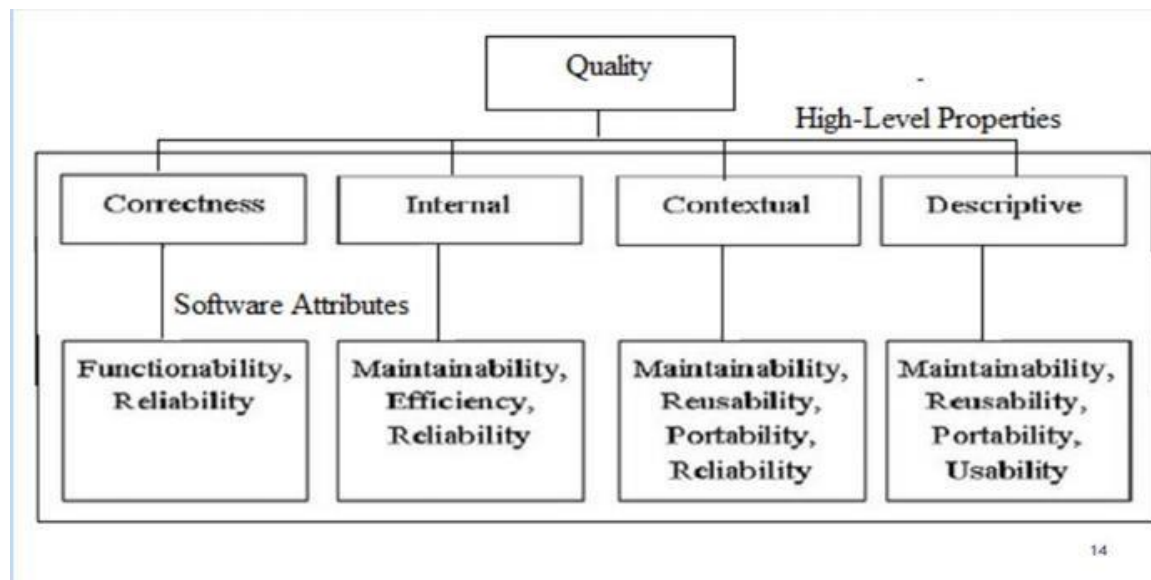 Quality
High-Level Properties
Correctness
Internal
Contextual
Descriptive
Software Attributes
Functionability,
Reliability
Maintainability,
Efficiency,
Reliability
Maintainability,
Reusability,
Portability,
Reliability
Maintainability,
Reusability,
Portability,
Usability
14